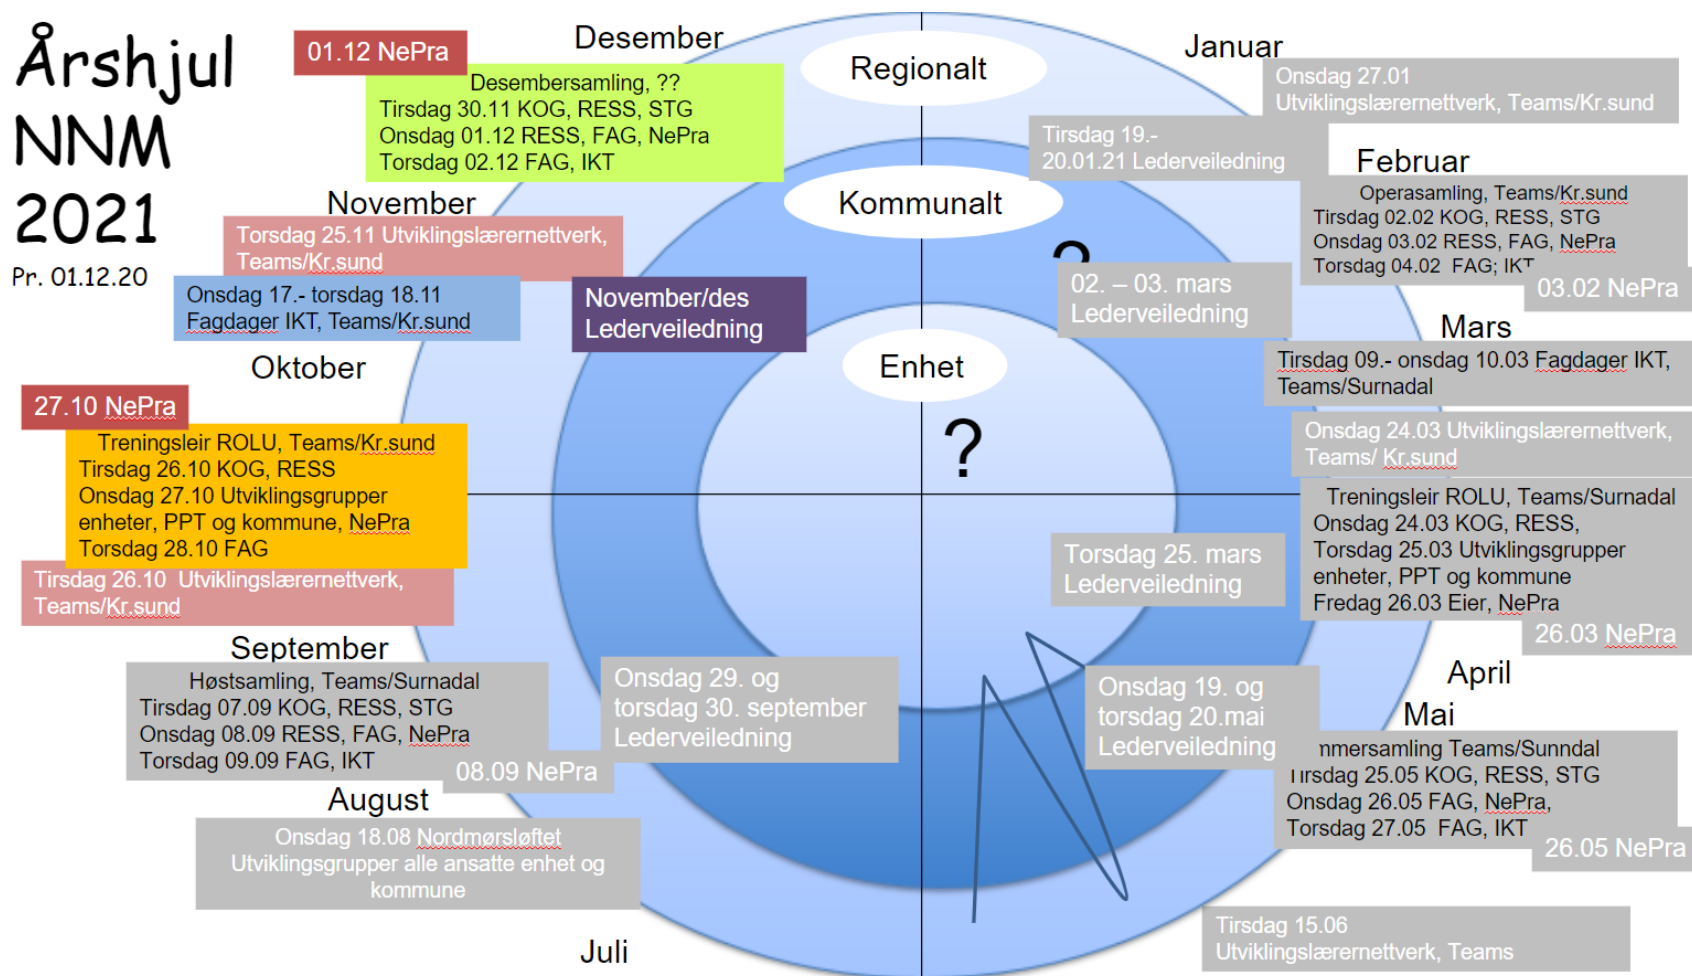 Årshjul
NNM
2021
Pr. 01.12.20
Desember
01.12 NePra
Desembersamling, ??
Tirsdag 30.11 KOG, RESS, STG
Onsdag 01.12 RESS, FAG, NePra
Torsdag 02.12 FAG, IKT
Regionalt
Kommunalt
Enhet
?
?
Januar
Onsdag 27.01
Utviklingslærernettverk, Teams/Kr.sund
Tirsdag 19.-
20.01.21 Lederveiledning
Februar
Operasamling, Teams/Kr.sund
Tirsdag 02.02 KOG, RESS, STG
Onsdag 03.02 RESS, FAG, NePra
Torsdag 04.02 FAG; IKT
03.02 NePra
02. – 03. mars
Lederveiledning
Mars
Tirsdag 09.- onsdag 10.03 Fagdager IKT,
Teams/Surnadal
Onsdag 24.03 Utviklingslærernettverk,
Teams/ Kr.sund
Treningsleir ROLU, Teams/Surnadal
Onsdag 24.03 KOG, RESS,
Torsdag 25.03 Utviklingsgrupper
enheter, PPT og kommune
Fredag 26.03 Eier, NePra
26.03 NePra
Torsdag 25. mars
Lederveiledning
April
Mai
Onsdag 19. og
torsdag 20.mai
Lederveiledning
mmersamling Teams/Sunndal
Tirsdag 25.05 KOG, RESS, STG
Onsdag 26.05 FAG, NePra,
Torsdag 27.05 FAG, IKT
26.05 NePra
Tirsdag 15.06
Utviklingslærernettverk, Teams
Juli
August
Onsdag 18.08 Nordmørsløftet
Utviklingsgrupper alle ansatte enhet og
kommune
September
Høstsamling, Teams/Surnadal
Tirsdag 07.09 KOG, RESS, STG
Onsdag 08.09 RESS, FAG, NePra
Torsdag 09.09 FAG, IKT
08.09 NePra
Onsdag 29. og
torsdag 30. september
Lederveiledning
Oktober
27.10 NePra
Treningsleir ROLU, Teams/Kr.sund
Tirsdag 26.10 KOG, RESS
Onsdag 27.10 Utviklingsgrupper
enheter, PPT og kommune, NePra
Torsdag 28.10 FAG
Tirsdag 26.10 Utviklingslærernettverk,
Teams/Kr.sund
November
Torsdag 25.11 Utviklingslærernettverk,
Teams/Kr.sund
Onsdag 17.- torsdag 18.11
Fagdager IKT, Teams/Kr.sund
November/des
Lederveiledning